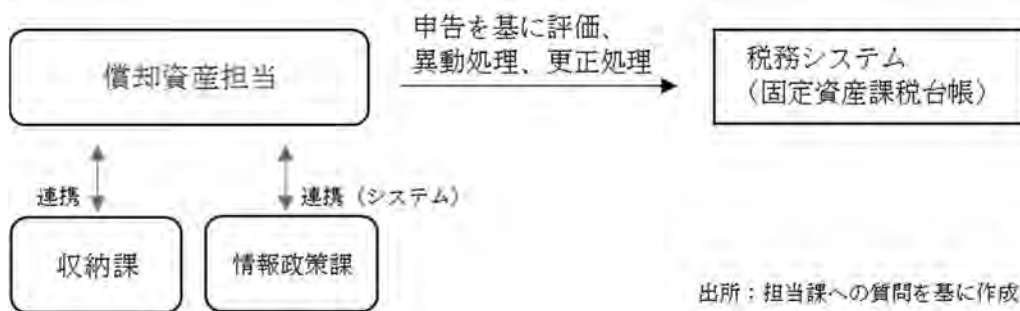 申告を基に評価、
異動処理、更正処理
償却資産担当
税務システム
（固定資産課税台帳）
連携
連携（システム）
収納課
情報政策課
出所：担当課への質問を基に作成